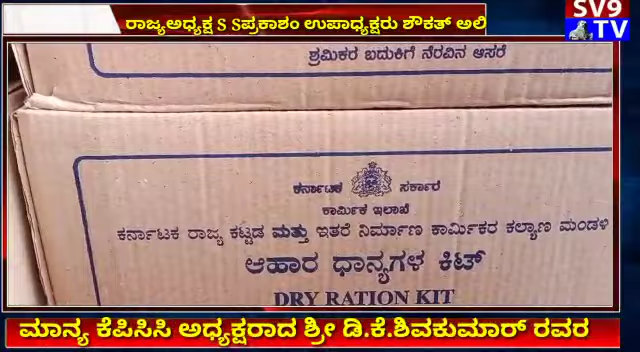 ರಾಜ್ಯಅಧ್ಯಕ್ಷ S Sಪ್ರಕಾಶಂ ಉಪಾಧ್ಯಕ್ಷರು ಶೌಕತ್ ಅಲಿ
SV9
TV
ಶ್ರಮಿಕರ ಬದುಕಿಗೆ ನೆರವಿನ ಆಸರೆ
ಕರ್ನಾಟಕ ಸರ್ಕಾರ
ಕಾರ್ಮಿಕ ಇಲಾಖೆ
ಕರ್ನಾಟಕ ರಾಜ್ಯ ಕಟ್ಟಡ ಮತ್ತು ಇತರೆ ನಿರ್ಮಾಣ ಕಾರ್ಮಿಕರ ಕಲ್ಯಾಣ ಮಂಡಳಿ
ಆಹಾರ ಧಾನ್ಯಗಳ ಕಿಟ್
DRY RATION KIT
ಮಾನ್ಯ ಕೆಪಿಸಿಸಿ ಅಧ್ಯಕ್ಷರಾದ ಶ್ರೀ ಡಿ.ಕೆ.ಶಿವಕುಮಾರ್ ರವರ